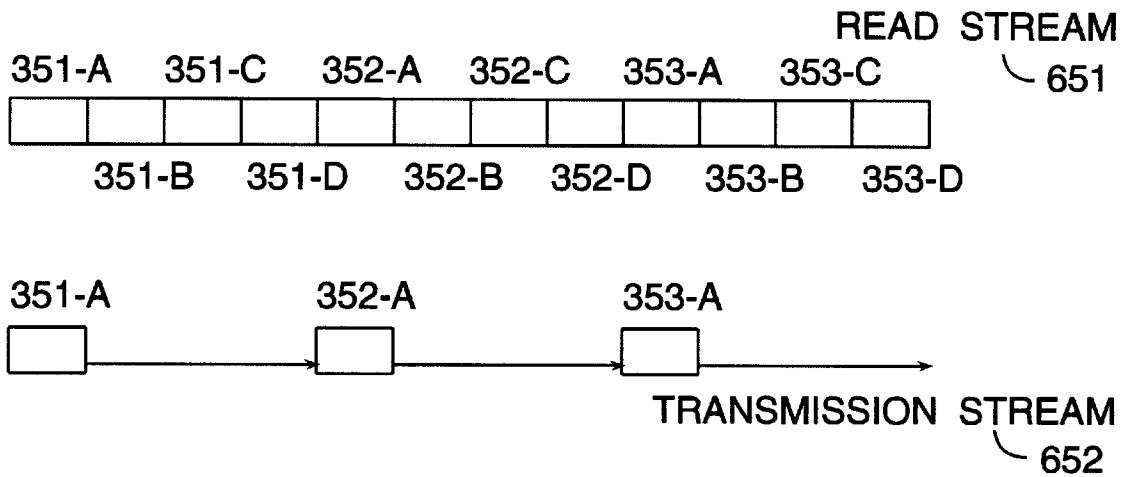 READ STREAM
651
351-A 351-C 352-A 352-C 353-A 353-C
351-B 351-D 352-B 352-D 353-B 353-D
351-A 352-A 353-A
TRANSMISSION STREAM
652